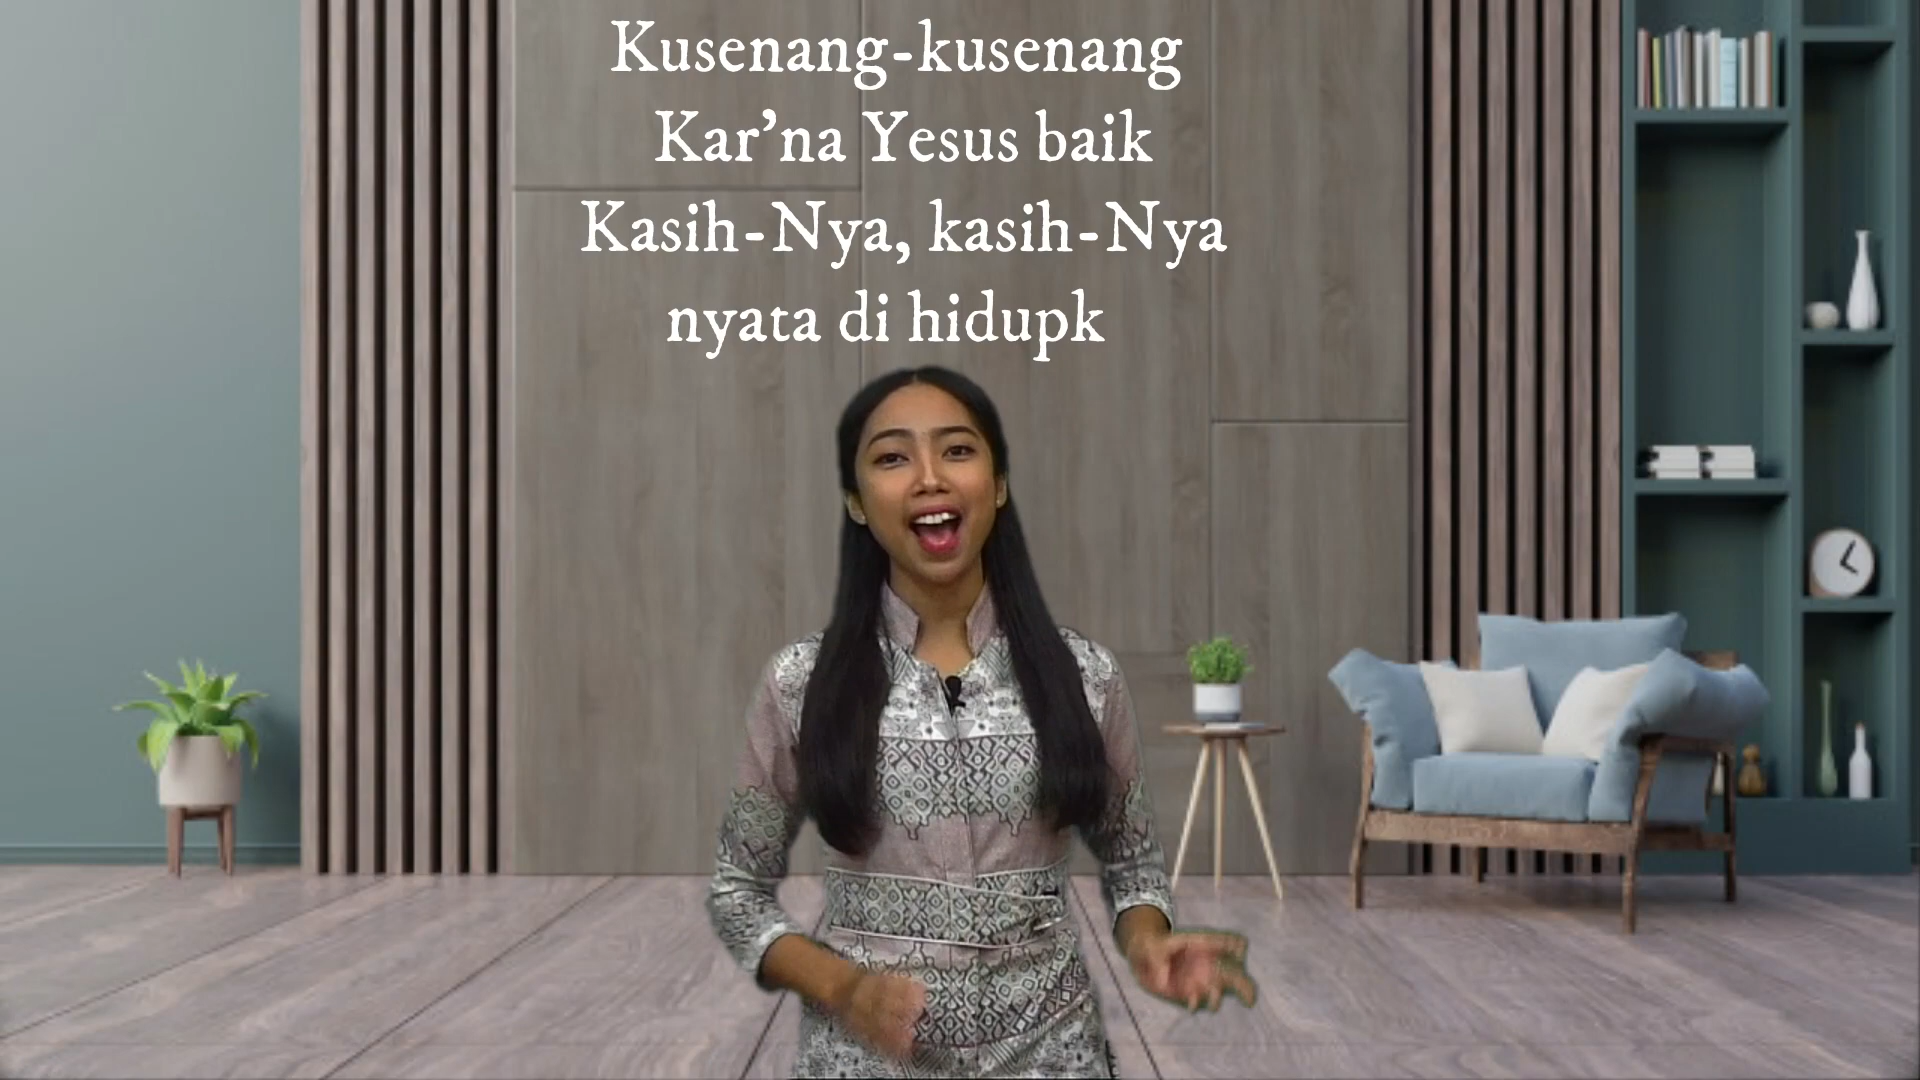 Kusenang-kusenang
Kar’na Yesus baik
Kasih-Nya, kasih-Nya
nyata di hidupk